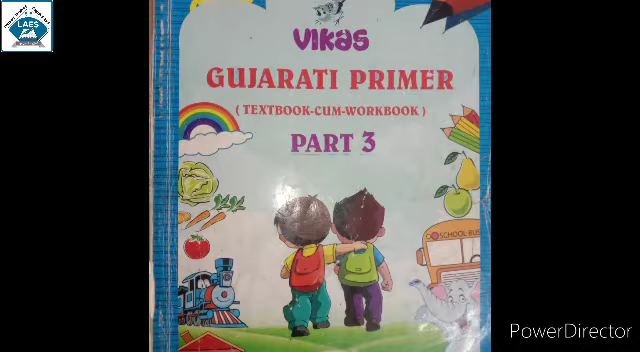 LAES
VIKAS
GUJARATI PRIMER
( TEXTBOOK-CUM-WORKBOOK )
PART 3
SCHOOL BUS
PowerDirector